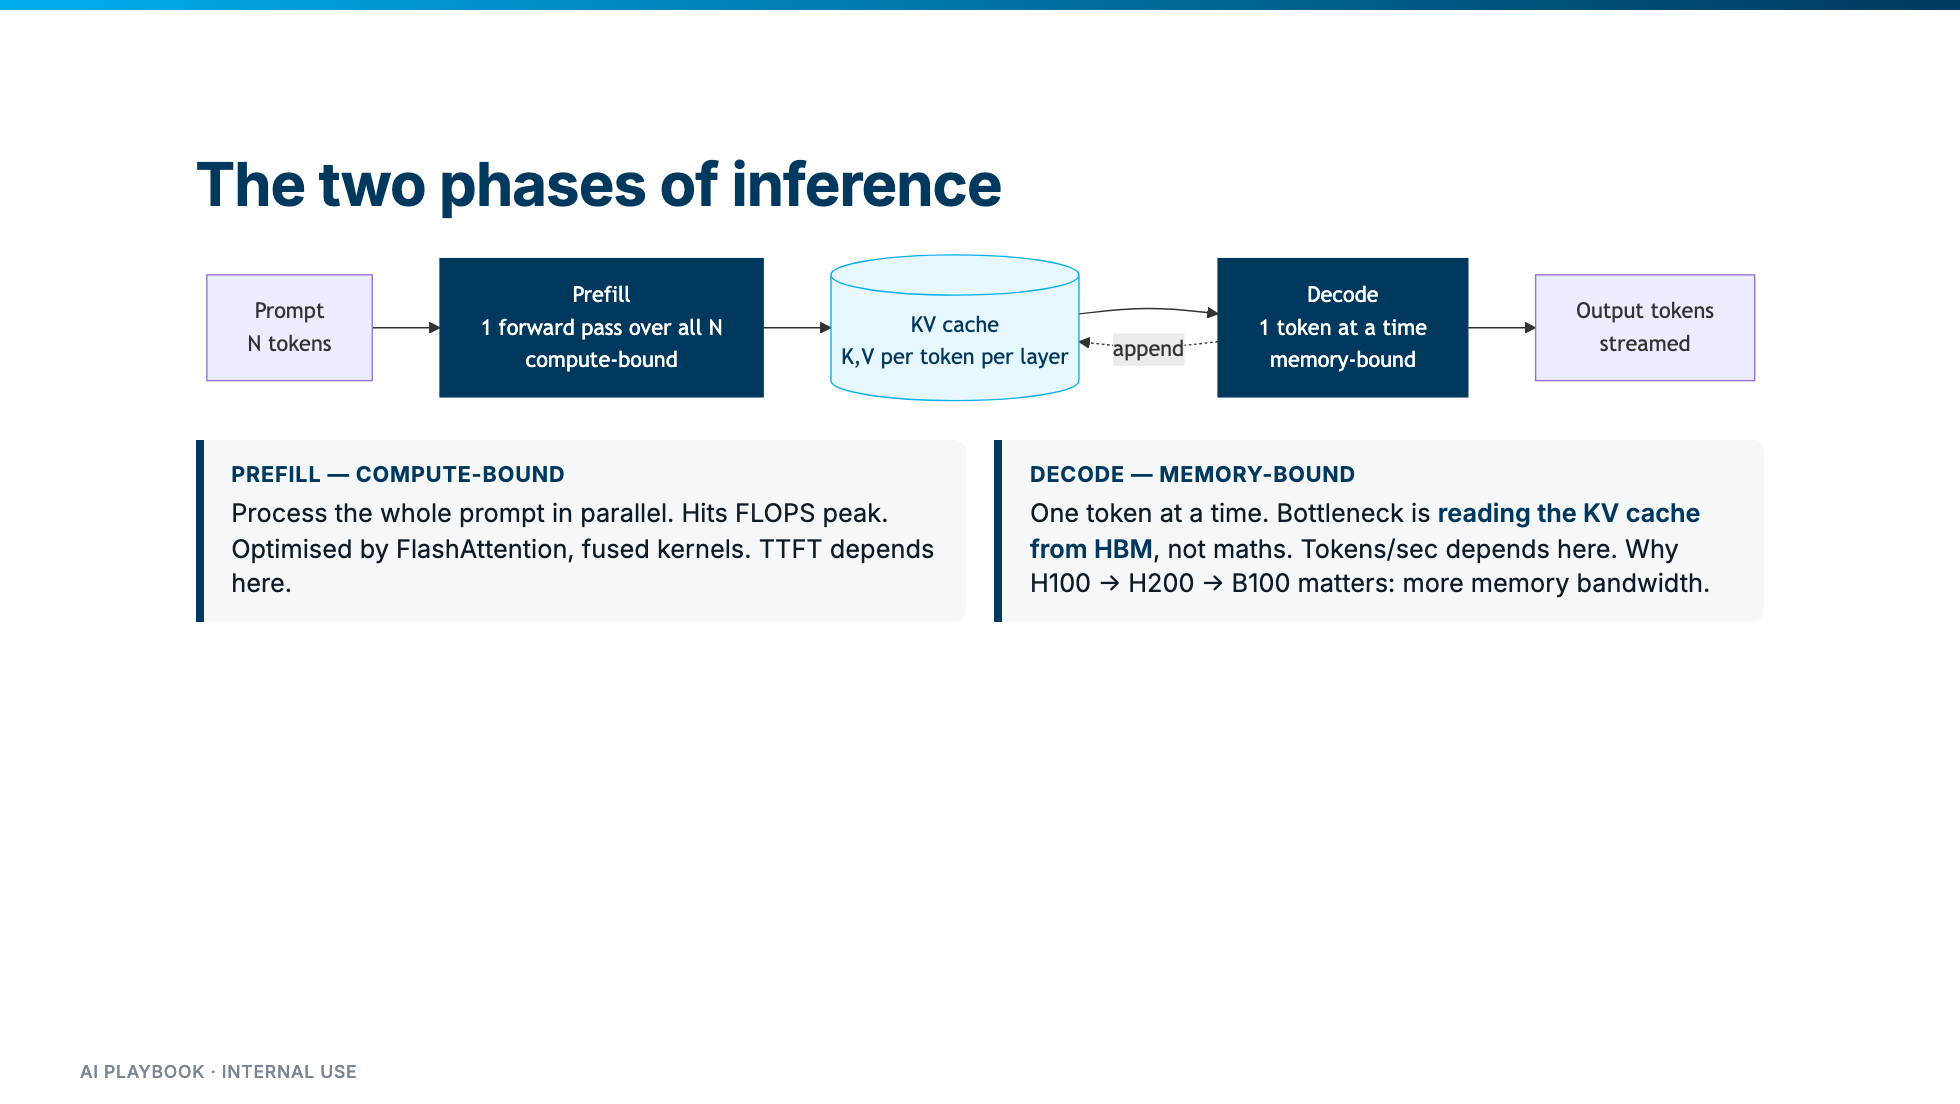 The two phases of inference
Prompt
N tokens
Prefill
1 forward pass over all N
compute-bound
KV cache
K,V per token per layer
append
Decode
1 token at a time
memory-bound
Output tokens
streamed
PREFILL — COMPUTE-BOUND
Process the whole prompt in parallel. Hits FLOPS peak.
Optimised by FlashAttention, fused kernels. TTFT depends
here.
DECODE — MEMORY-BOUND
One token at a time. Bottleneck is reading the KV cache
from HBM, not maths. Tokens/sec depends here. Why
H100 → H200 → B100 matters: more memory bandwidth.
AI PLAYBOOK · INTERNAL USE